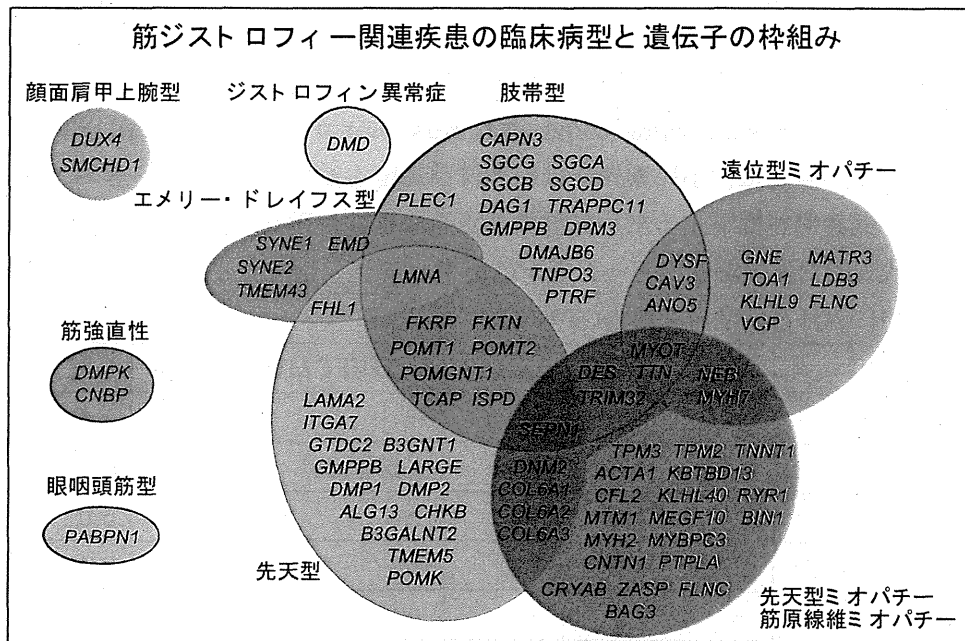 筋ジストロフィー関連疾患の臨床病型と遺伝子の枠組み
顔面肩甲上腕型
DUX4
SMCHD1
ジストロフィン異常症
DMD
肢帯型
CAPN3
SGCG SGCA
SGCB SGCD
DAG1 TRAPPC11
GMPPB DPM3
DMAJB6
TNPO3
PTRF
PLEC1
エメリー・ドレイフス型
SYNE1 EMD
SYNE2
TMEM43
FHL1
LMNA
遠位型ミオパチー
DYSF
CAV3
ANO5
GNE MATR3
TOA1 LDB3
KLHL9 FLNC
VCP
FKRP FKTN
POMT1 POMT2
POMGNT1
TCAP ISPD
MYOT
DES TTN
TRIM32
NEB
MYH7
SEPN1
筋強直性
DMPK
CNBP
眼咽頭筋型
PABPN1
LAMA2
ITGA7
GTDC2 B3GNT1
GMPPB LARGE
DMP1 DMP2
ALG13 CHKB
B3GALNT2
TMEM5
POMK
先天型
DNM2
COL6A1
COL6A2
COL6A3
TPM3 TPM2 TNNT1
ACTA1 KBTBD13
CFL2 KLHL40 RYR1
MTM1 MEGF10 BIN1
MYH2 MYBPC3
CNTN1 PTPLA
CRYAB ZASP FLNC
BAG3
先天型ミオパチー
筋原線維ミオパチー